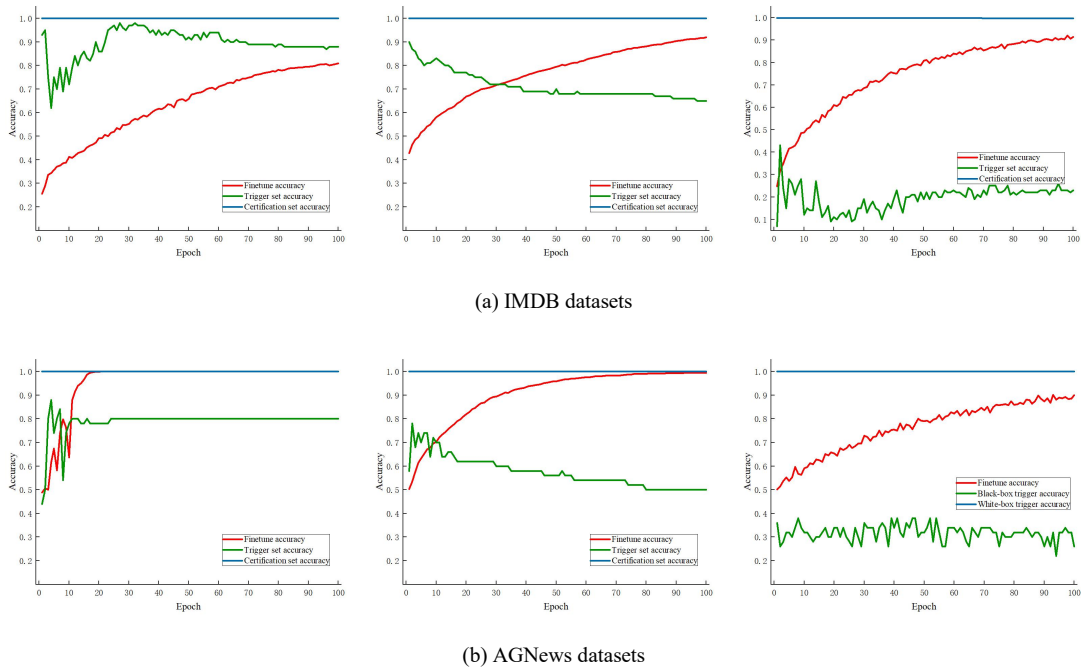 1.0
0.9
0.8
0.7
0.6
0.5
0.4
0.3
0.2
Accuracy
Finetune accuracy
Trigger set accuracy
Certification set accuracy
0 10 20 30 40 50 60 70 80 90 100
Epoch
1.0
0.9
0.8
0.7
0.6
0.5
0.4
0.3
0.2
Accuracy
Finetune accuracy
Trigger set accuracy
Certification set accuracy
0 10 20 30 40 50 60 70 80 90 100
Epoch
1.0
0.9
0.8
0.7
0.6
0.5
0.4
0.3
0.2
0.1
Accuracy
Finetune accuracy
Trigger set accuracy
Certification set accuracy
0 10 20 30 40 50 60 70 80 90 100
Epoch
(a) IMDB datasets
1.0
0.9
0.8
0.7
0.6
0.5
0.4
0.3
0.2
Accuracy
Finetune accuracy
Trigger set accuracy
Certification set accuracy
0 10 20 30 40 50 60 70 80 90 100
Epoch
1.0
0.9
0.8
0.7
0.6
0.5
0.4
0.3
0.2
Accuracy
Finetune accuracy
Trigger set accuracy
Certification set accuracy
0 10 20 30 40 50 60 70 80 90 100
Epoch
1.0
0.9
0.8
0.7
0.6
0.5
0.4
0.3
0.2
Accuracy
Finetune accuracy
Black-box trigger accuracy
White-box trigger accuracy
0 10 20 30 40 50 60 70 80 90 100
Epoch
(b) AGNews datasets